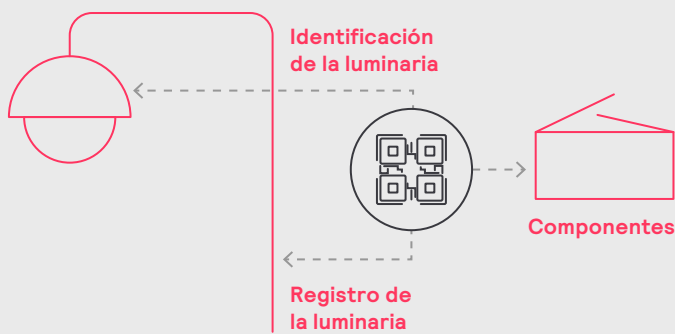 Identificación
de la luminaria
Componentes
Registro de
la luminaria